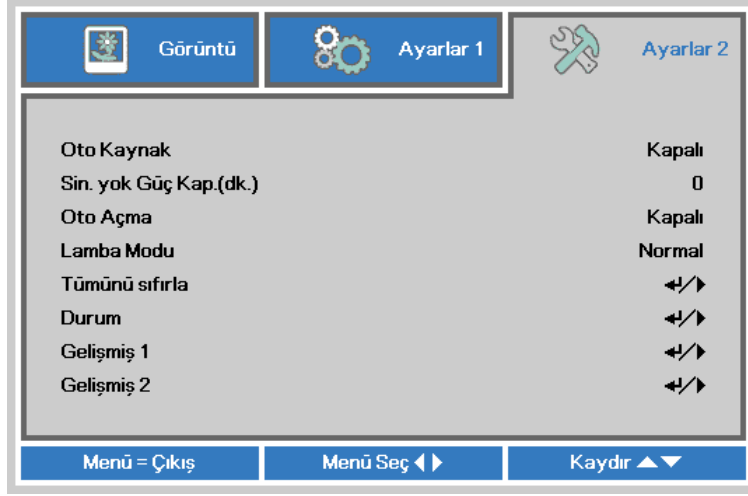 Görüntü Ayarlar 1 Ayarlar 2
Oto Kaynak Kapalı
Sin. yok Güç Kap.(dk.) 0
Oto Açma Kapalı
Lamba Modu Normal
Tümünü sıfırla
Durum
Gelişmiş 1
Gelişmiş 2
Menü = Çıkış Menü Seç Kaydır